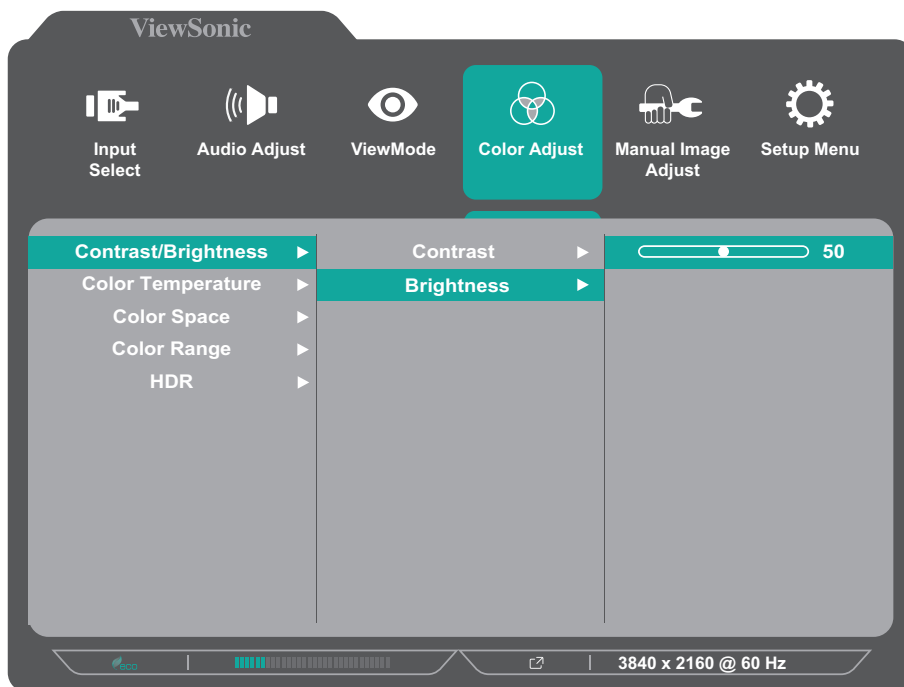 ViewSonic
Input Select
Audio Adjust
ViewMode
Color Adjust
Manual Image Adjust
Setup Menu
Contrast/Brightness
Contrast
50
Color Temperature
Brightness
Color Space
Color Range
HDR
eco
3840 x 2160 @ 60 Hz